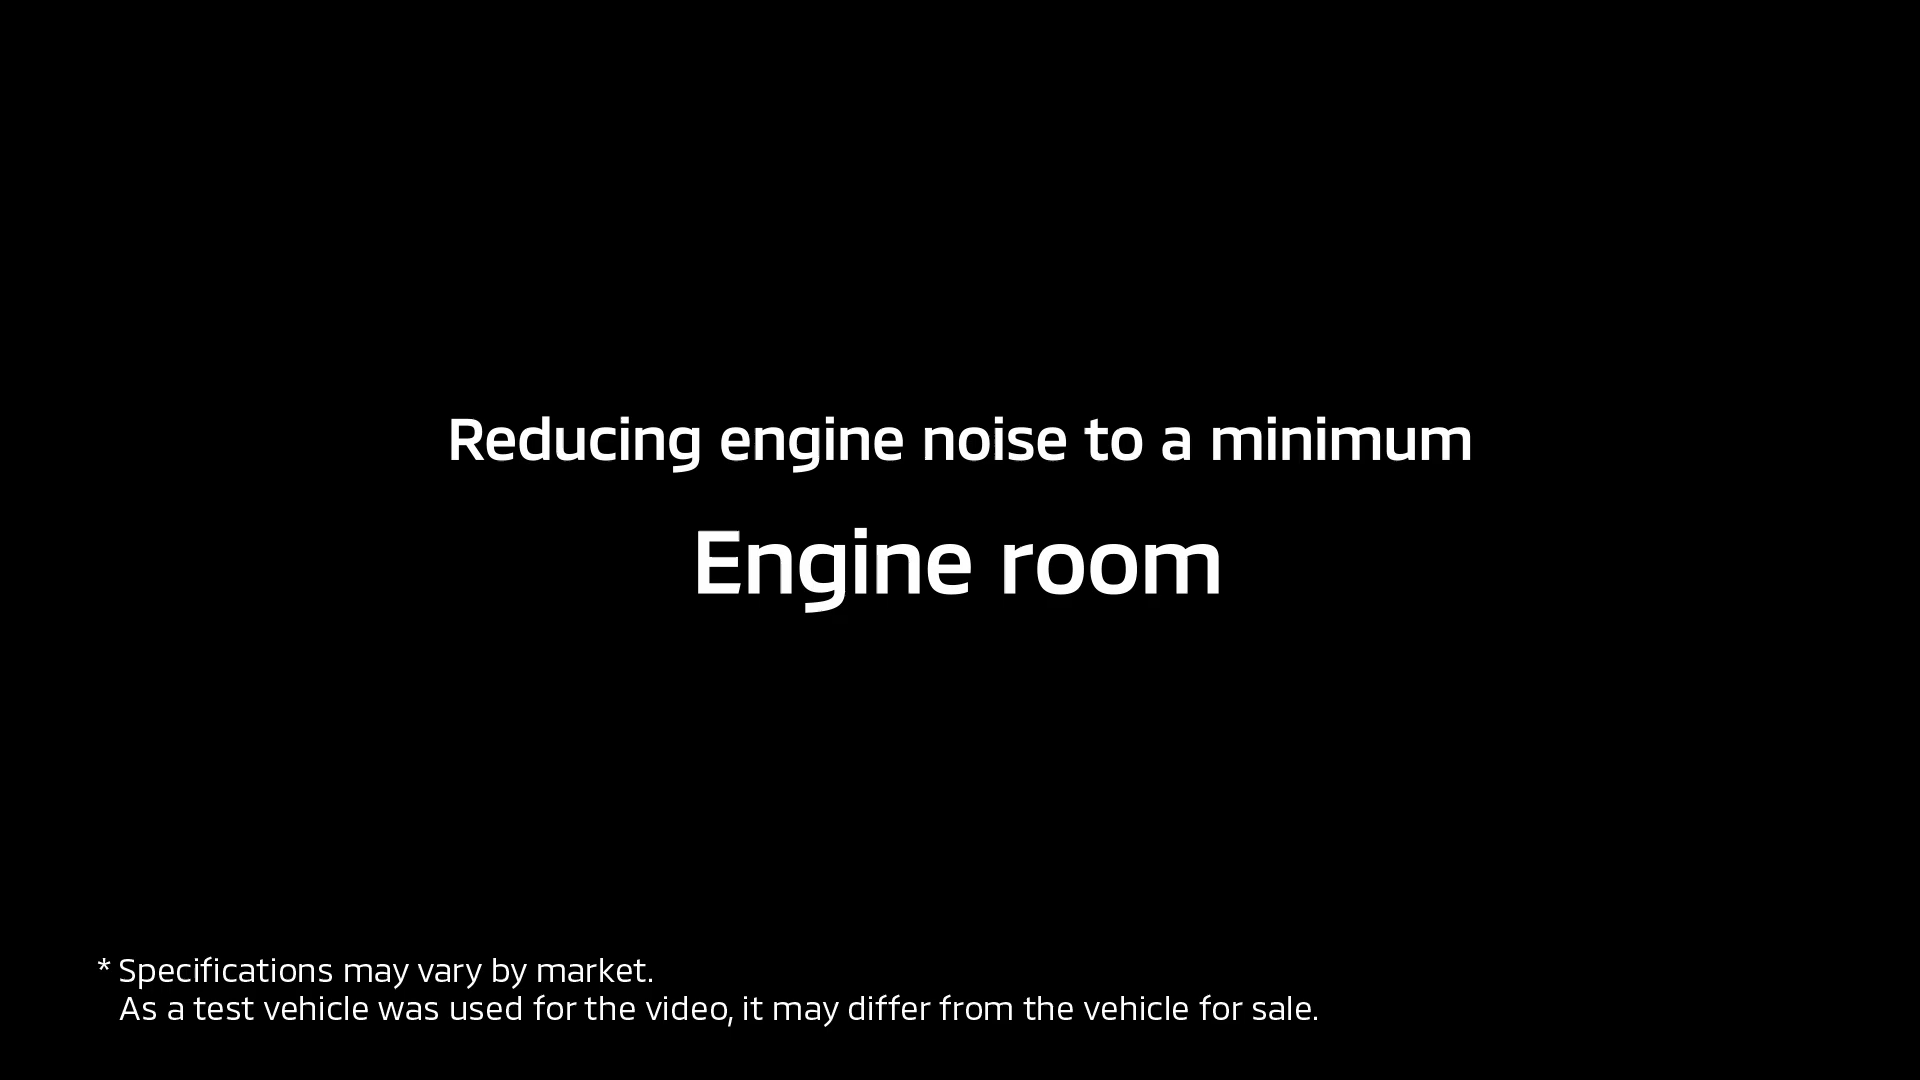 Reducing engine noise to a minimum
Engine room
* Specifications may vary by market.
As a test vehicle was used for the video, it may differ from the vehicle for sale.